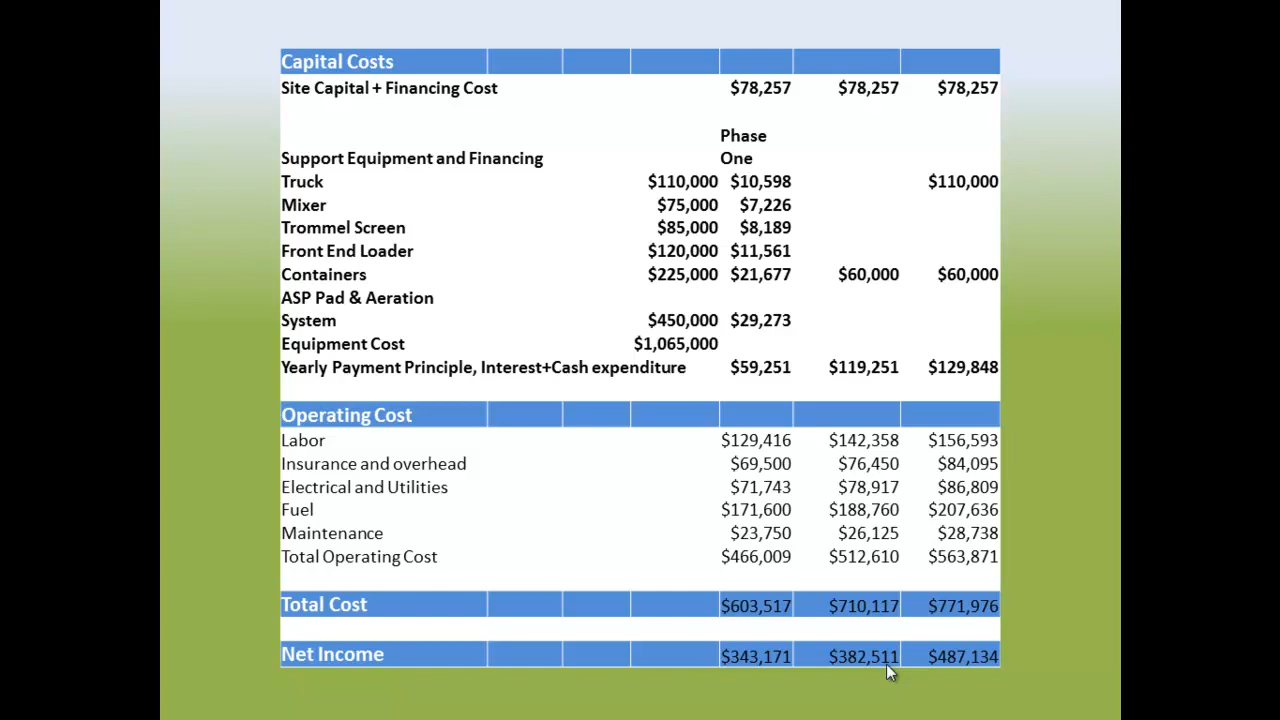 Capital Costs
Site Capital + Financing Cost $78,257 $78,257 $78,257
Phase
Support Equipment and Financing One
Truck $110,000 $10,598 $110,000
Mixer $75,000 $7,226
Trommel Screen $85,000 $8,189
Front End Loader $120,000 $11,561
Containers $225,000 $21,677 $60,000 $60,000
ASP Pad & Aeration
System $450,000 $29,273
Equipment Cost $1,065,000
Yearly Payment Principle, Interest+Cash expenditure $59,251 $119,251 $129,848
Operating Cost
Labor $129,416 $142,358 $156,593
Insurance and overhead $69,500 $76,450 $84,095
Electrical and Utilities $71,743 $78,917 $86,809
Fuel $171,600 $188,760 $207,636
Maintenance $23,750 $26,125 $28,738
Total Operating Cost $466,009 $512,610 $563,871
Total Cost $603,517 $710,117 $771,976
Net Income $343,171 $382,511 $487,134